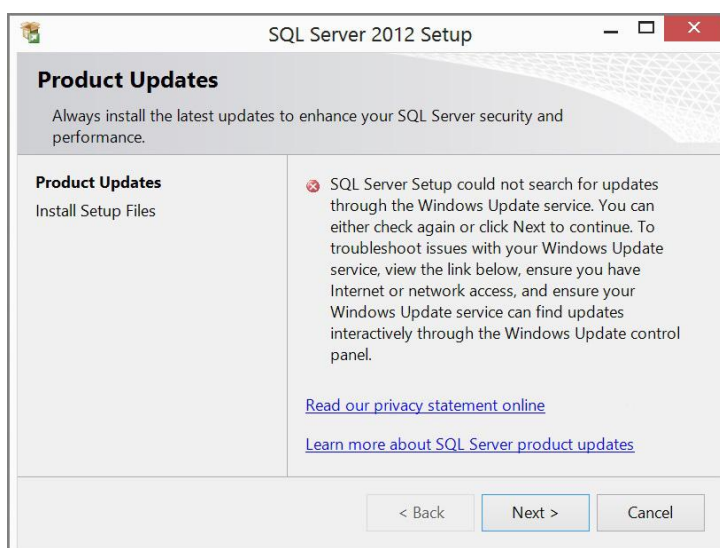 SQL Server 2012 Setup
Product Updates
Always install the latest updates to enhance your SQL Server security and
performance.
Product Updates
Install Setup Files
SQL Server Setup could not search for updates
through the Windows Update service. You can
either check again or click Next to continue. To
troubleshoot issues with your Windows Update
service, view the link below, ensure you have
Internet or network access, and ensure your
Windows Update service can find updates
interactively through the Windows Update control
panel.
Read our privacy statement online
Learn more about SQL Server product updates
< Back
Next >
Cancel